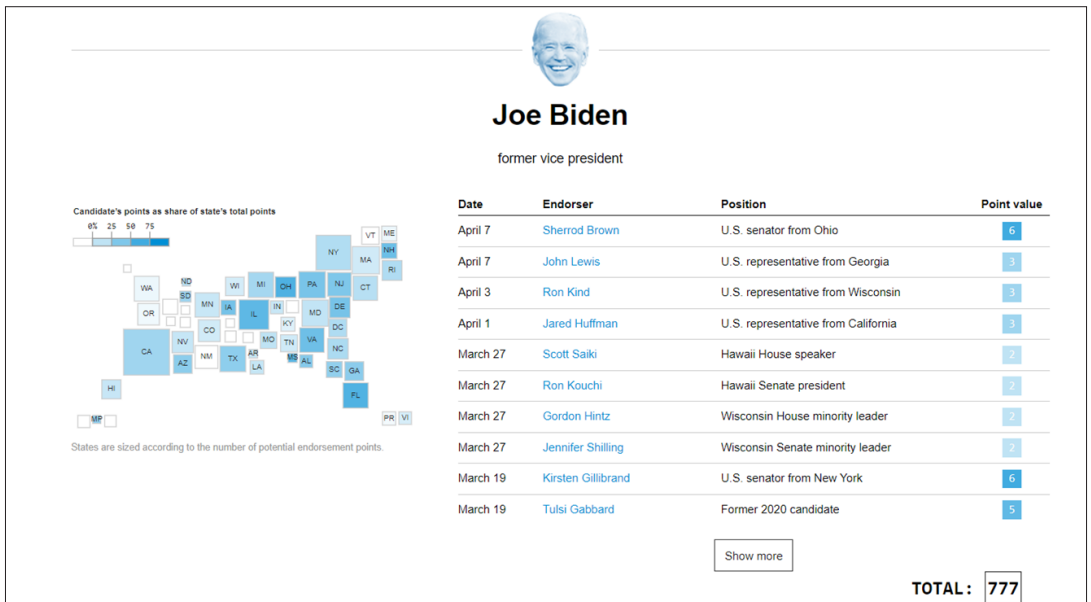 Joe Biden
former vice president
Candidate's points as share of state's total points
0% 25 50 75
VT ME
NY MA NH
RI
WA ND WI MI OH PA NJ CT
SD
OR MN IA IL IN MD DE
CO KY DC
CA NV MO TN VA NC
AZ NM TX AR MS AL
LA SC GA
HI FL
MP PR VI
States are sized according to the number of potential endorsement points.
Date Endorser Position Point value
April 7 Sherrod Brown U.S. senator from Ohio 6
April 7 John Lewis U.S. representative from Georgia 3
April 3 Ron Kind U.S. representative from Wisconsin 3
April 1 Jared Huffman U.S. representative from California 3
March 27 Scott Saiki Hawaii House speaker 2
March 27 Ron Kouchi Hawaii Senate president 2
March 27 Gordon Hintz Wisconsin House minority leader 2
March 27 Jennifer Shilling Wisconsin Senate minority leader 2
March 19 Kirsten Gillibrand U.S. senator from New York 6
March 19 Tulsi Gabbard Former 2020 candidate 5
Show more
TOTAL: 777